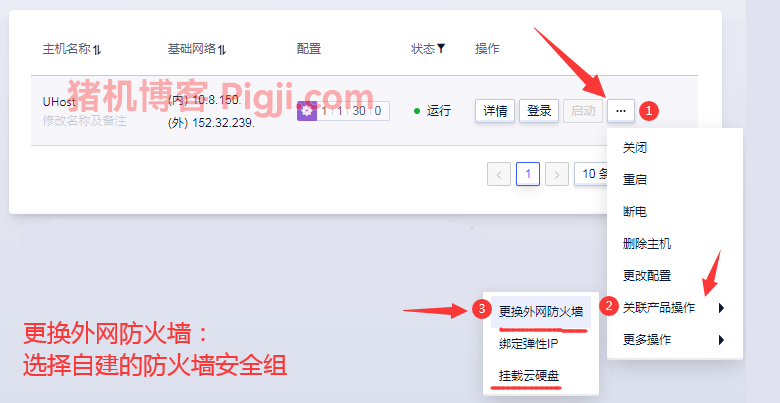 主机名称 基础网络 配置 状态 操作
猪机博客 Pigji.com
UHost (内) 10.8.150. 1 1 30 0 运行 详情 登录 启动 ... 1
修改名称及备注 (外) 152.32.239.
关闭
1 10 条
重启
断电
删除主机
更改配置
3 更换外网防火墙 2 关联产品操作
更换外网防火墙：
绑定弹性IP 更多操作
选择自建的防火墙安全组
挂载云硬盘